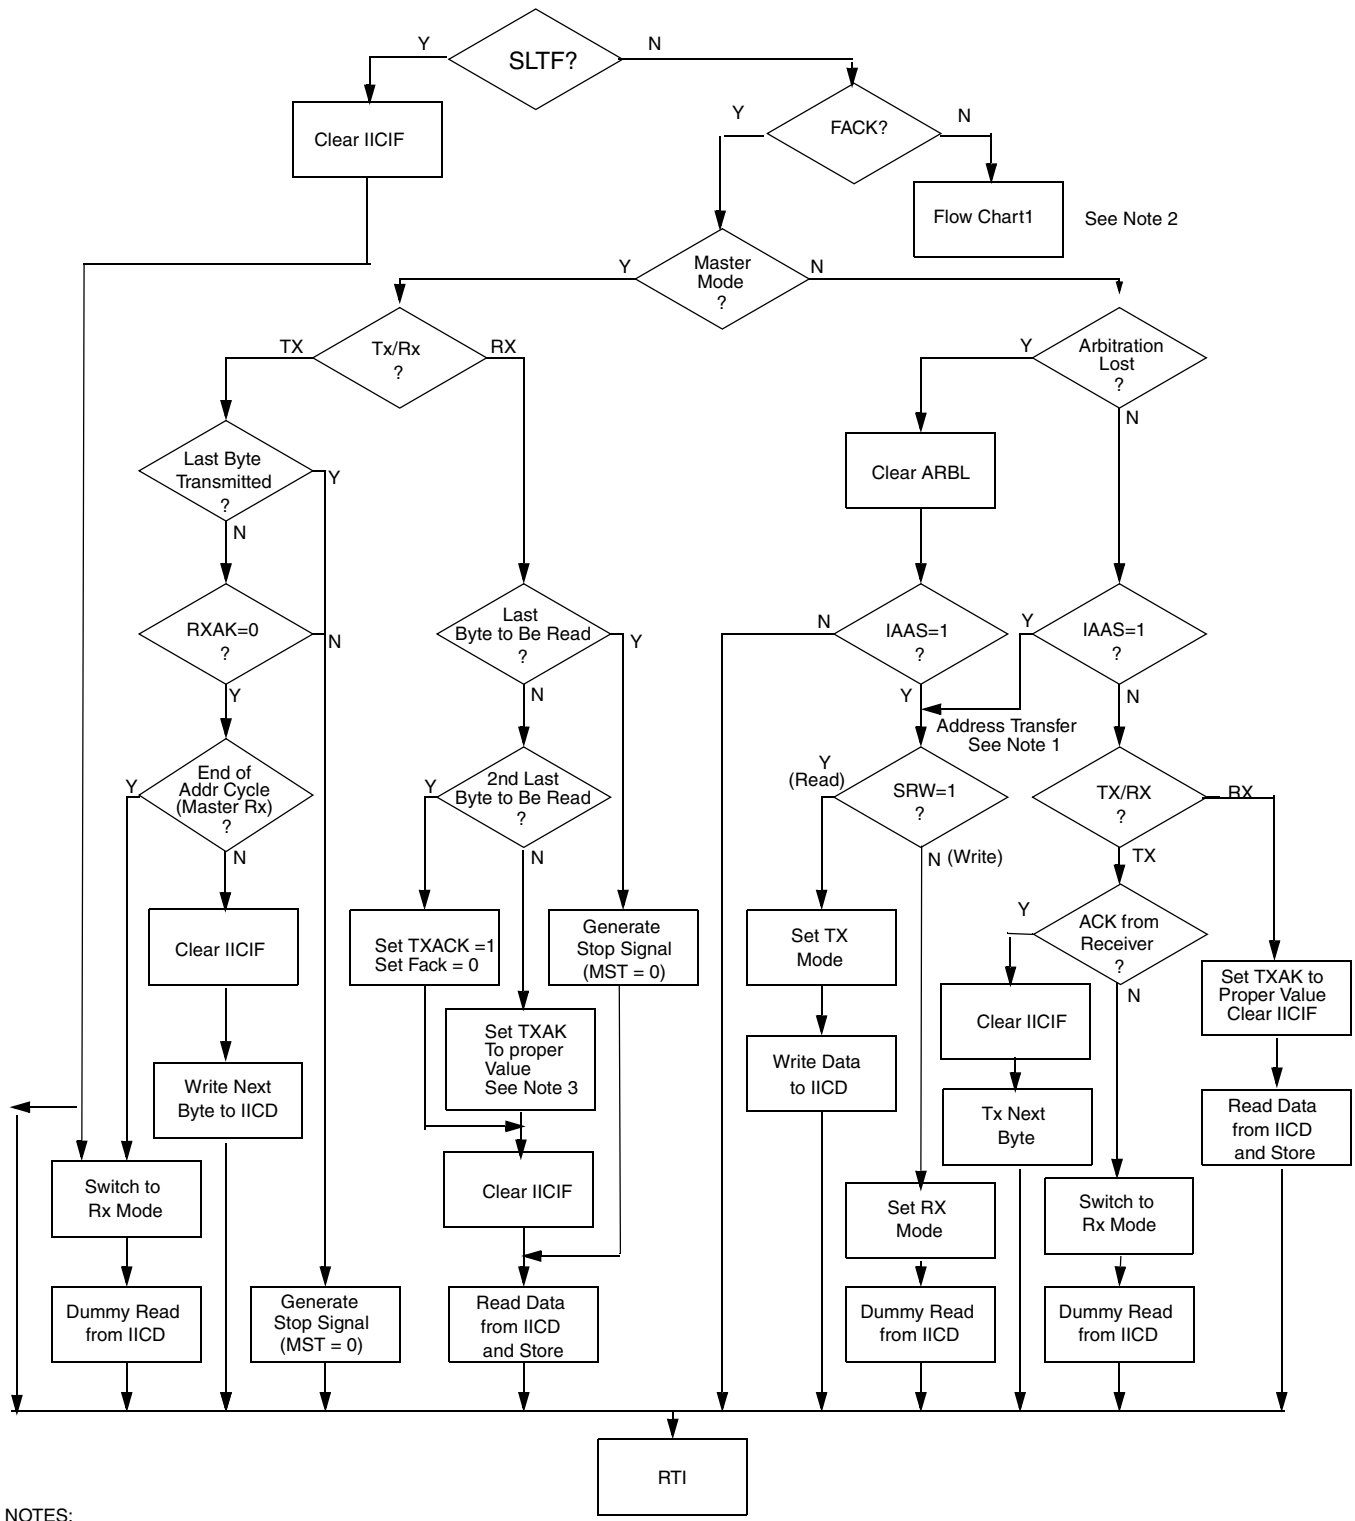 Y
SLTF?
N
Clear IICIF
Y
FACK?
N
Flow Chart1
See Note 2
Y
Master
Mode
?
N
TX
Tx/Rx
?
RX
Y
Arbitration
Lost
?
N
Last Byte
Transmitted
?
Y
N
Clear ARBL
RXAK=0
?
N
Y
Last
Byte to Be Read
?
Y
N
N
IAAS=1
?
Y
Y
IAAS=1
?
N
Address Transfer
See Note 1
Y
End of
Addr Cycle
(Master Rx)
?
N
Y
2nd Last
Byte to Be Read
?
N
Y
(Read)
SRW=1
?
N (Write)
TX/RX
?
RX
TX
Clear IICIF
Set TXACK =1
Set Fack = 0
Generate
Stop Signal
(MST = 0)
Set TX
Mode
Y
ACK from
Receiver
?
N
Set TXAK to
Proper Value
Clear IICIF
Set TXAK
To proper
Value
See Note 3
Clear IICIF
Write Next
Byte to IICD
Write Data
to IICD
Tx Next
Byte
Read Data
from IICD
and Store
Switch to
Rx Mode
Clear IICIF
Set RX
Mode
Switch to
Rx Mode
Dummy Read
from IICD
Generate
Stop Signal
(MST = 0)
Read Data
from IICD
and Store
Dummy Read
from IICD
Dummy Read
from IICD
RTI
NOTES: